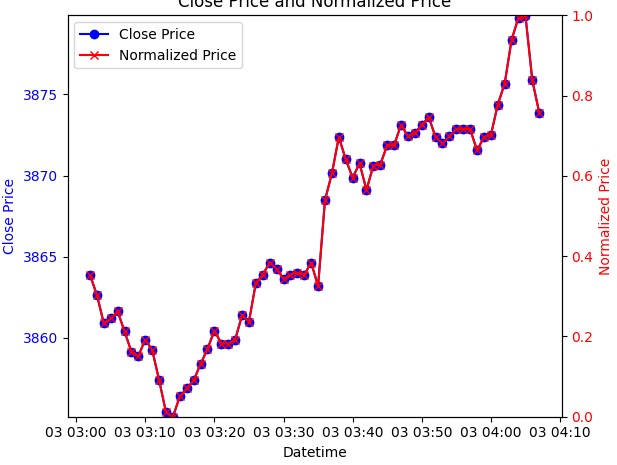 Close Price and Normalized Price
Close Price
Normalized Price
3875
3870
3865
3860
Close Price
1.0
0.8
0.6
0.4
0.2
0.0
Normalized Price
03 03:00 03 03:10 03 03:20 03 03:30 03 03:40 03 03:50 03 04:00 03 04:10
Datetime